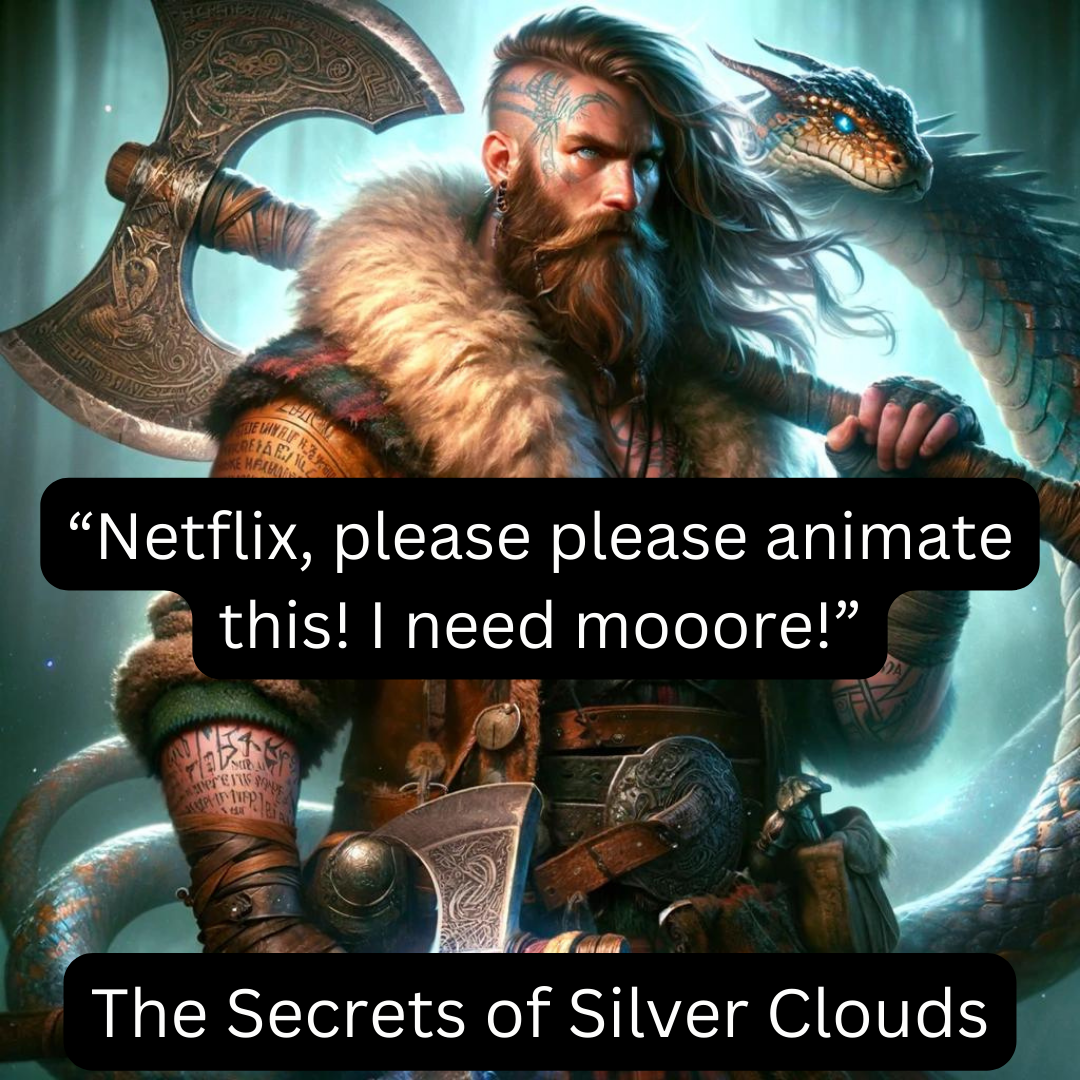 “Netflix, please please animate
this! I need mooore!”
The Secrets of Silver Clouds